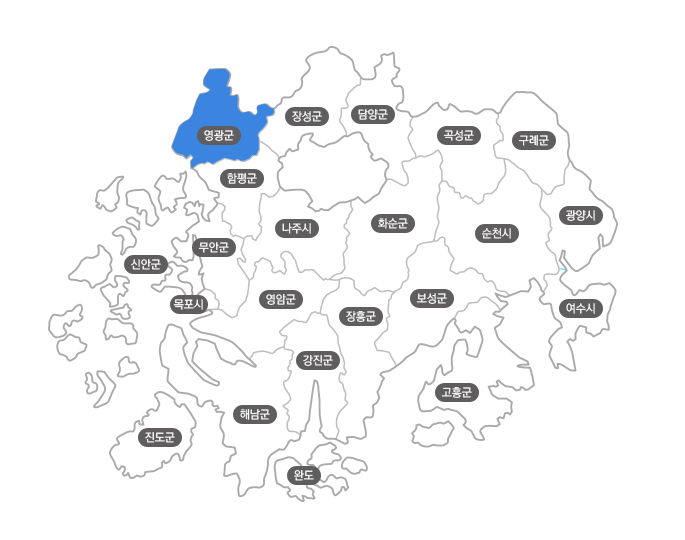 장성군
담양군
영광군
곡성군
구례군
함평군
광양시
나주시
화순군
순천시
무안군
신안군
목포시
영암군
보성군
여수시
장흥군
강진군
고흥군
해남군
진도군
완도